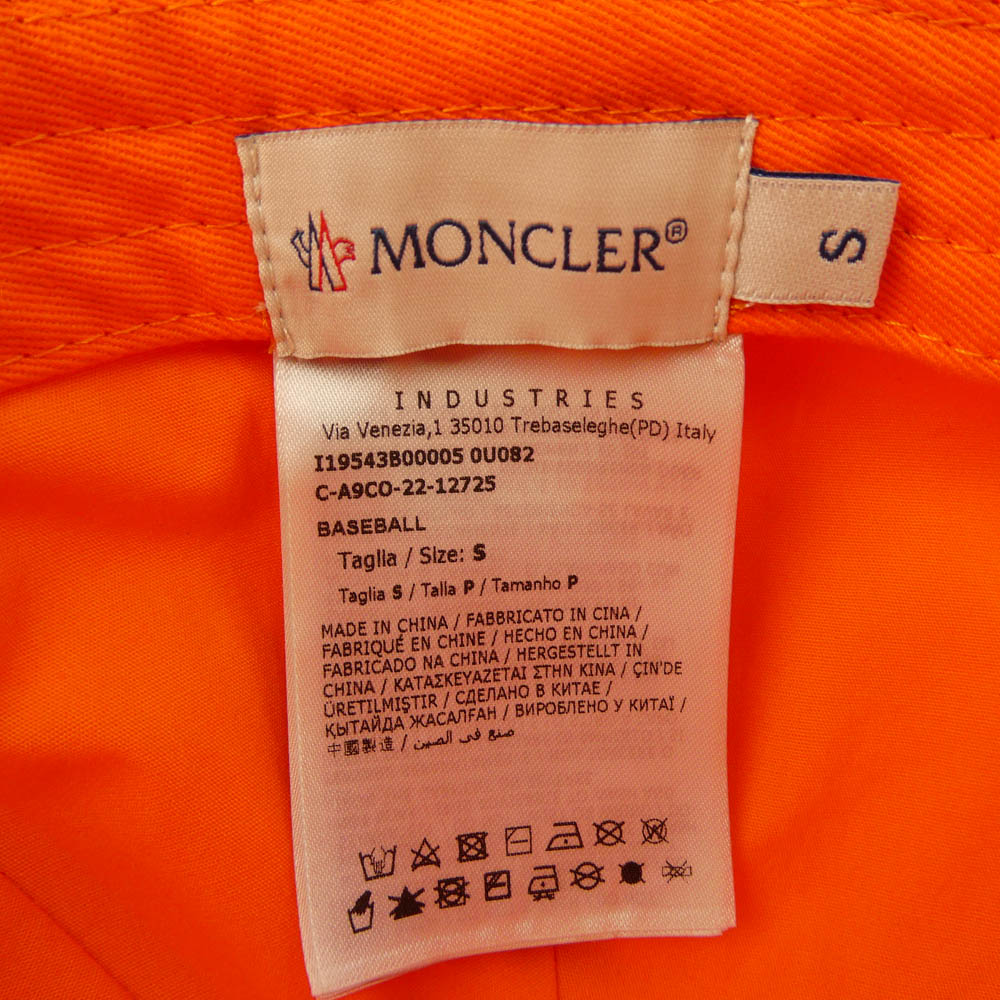 MONCLER®
S
INDUSTRIES
Via Venezia,1 35010 Trebaseleghe(PD) Italy
I19543B00005 0U082
C-A9CO-22-12725
BASEBALL
Taglia / Size: S
Taglia S / Talla P / Tamanho P
MADE IN CHINA / FABBRICATO IN CINA /
FABRIQUÉ EN CHINE / HECHO EN CHINA /
FABRICADO NA CHINA / HERGESTELLT IN
CHINA / ΚΑΤΑΣΚΕΥΑΖΕΤΑΙ ΣΤΗΝ ΚΙΝΑ / ÇIN'DE
ÜRETILMIŞTIR / СДЕЛАНО В КИТАЕ /
ҚЫТАЙДА ЖАСАЛҒАН / ВИРОБЛЕНО У КИТАЇ /
中國製造 / صنع في الصين